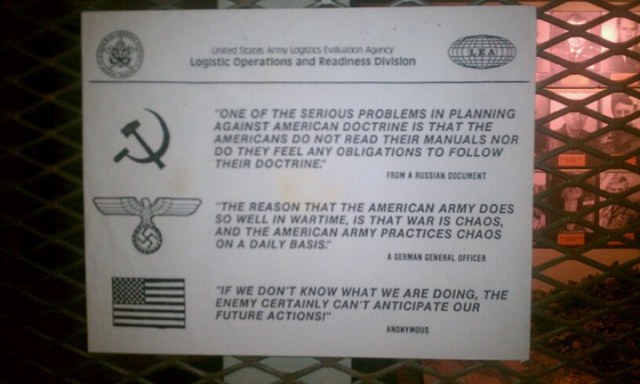 United States Army Logistics Evaluation Agency
Logistic Operations and Readiness Division
LEA
"ONE OF THE SERIOUS PROBLEMS IN PLANNING
AGAINST AMERICAN DOCTRINE IS THAT THE
AMERICANS DO NOT READ THEIR MANUALS NOR
DO THEY FEEL ANY OBLIGATIONS TO FOLLOW
THEIR DOCTRINE."
FROM A RUSSIAN DOCUMENT
"THE REASON THAT THE AMERICAN ARMY DOES
SO WELL IN WARTIME, IS THAT WAR IS CHAOS,
AND THE AMERICAN ARMY PRACTICES CHAOS
ON A DAILY BASIS."
A GERMAN GENERAL OFFICER
"IF WE DON'T KNOW WHAT WE ARE DOING, THE
ENEMY CERTAINLY CAN'T ANTICIPATE OUR
FUTURE ACTIONS!"
ANONYMOUS